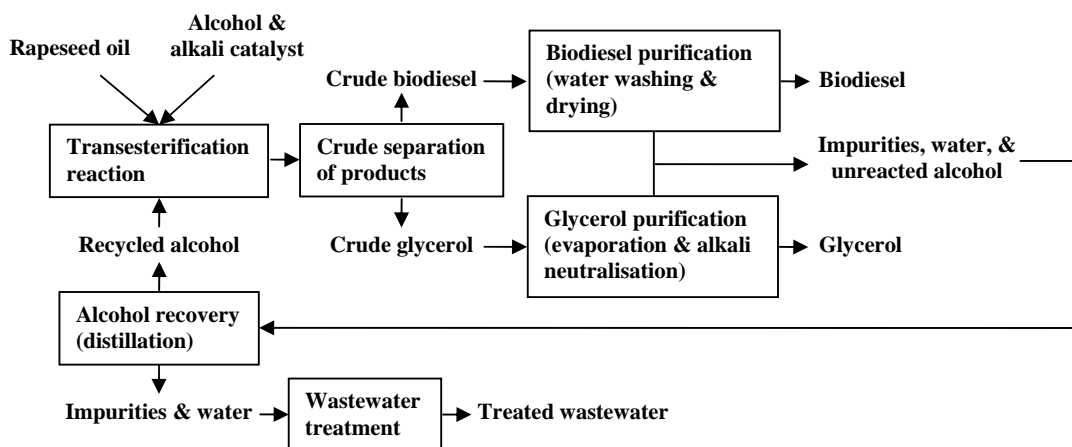 Rapeseed oil
Alcohol &
alkali catalyst
Transesterification
reaction
Crude separation
of products
Crude biodiesel
Biodiesel purification
(water washing &
drying)
Biodiesel
Impurities, water, &
unreacted alcohol
Crude glycerol
Glycerol purification
(evaporation & alkali
neutralisation)
Glycerol
Recycled alcohol
Alcohol recovery
(distillation)
Impurities & water
Wastewater
treatment
Treated wastewater